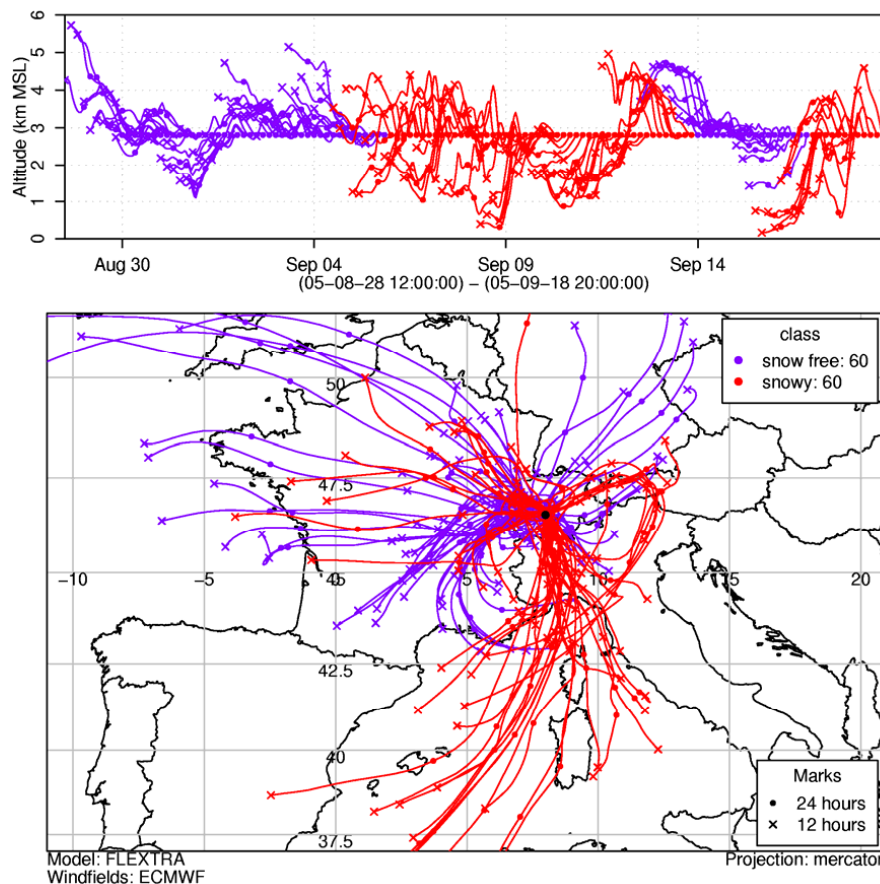 6
5
4
3
2
1
0
Altitude (km MSL)
Aug 30 Sep 04 Sep 09 Sep 14
(05−08−28 12:00:00) − (05−09−18 20:00:00)
class
snow free: 60
snowy: 60
50
47.5
−10 −5 45 5 10 15 20
42.5
40
37.5
Marks
24 hours
12 hours
Model: FLEXTRA
Windfields: ECMWF
Projection: mercator